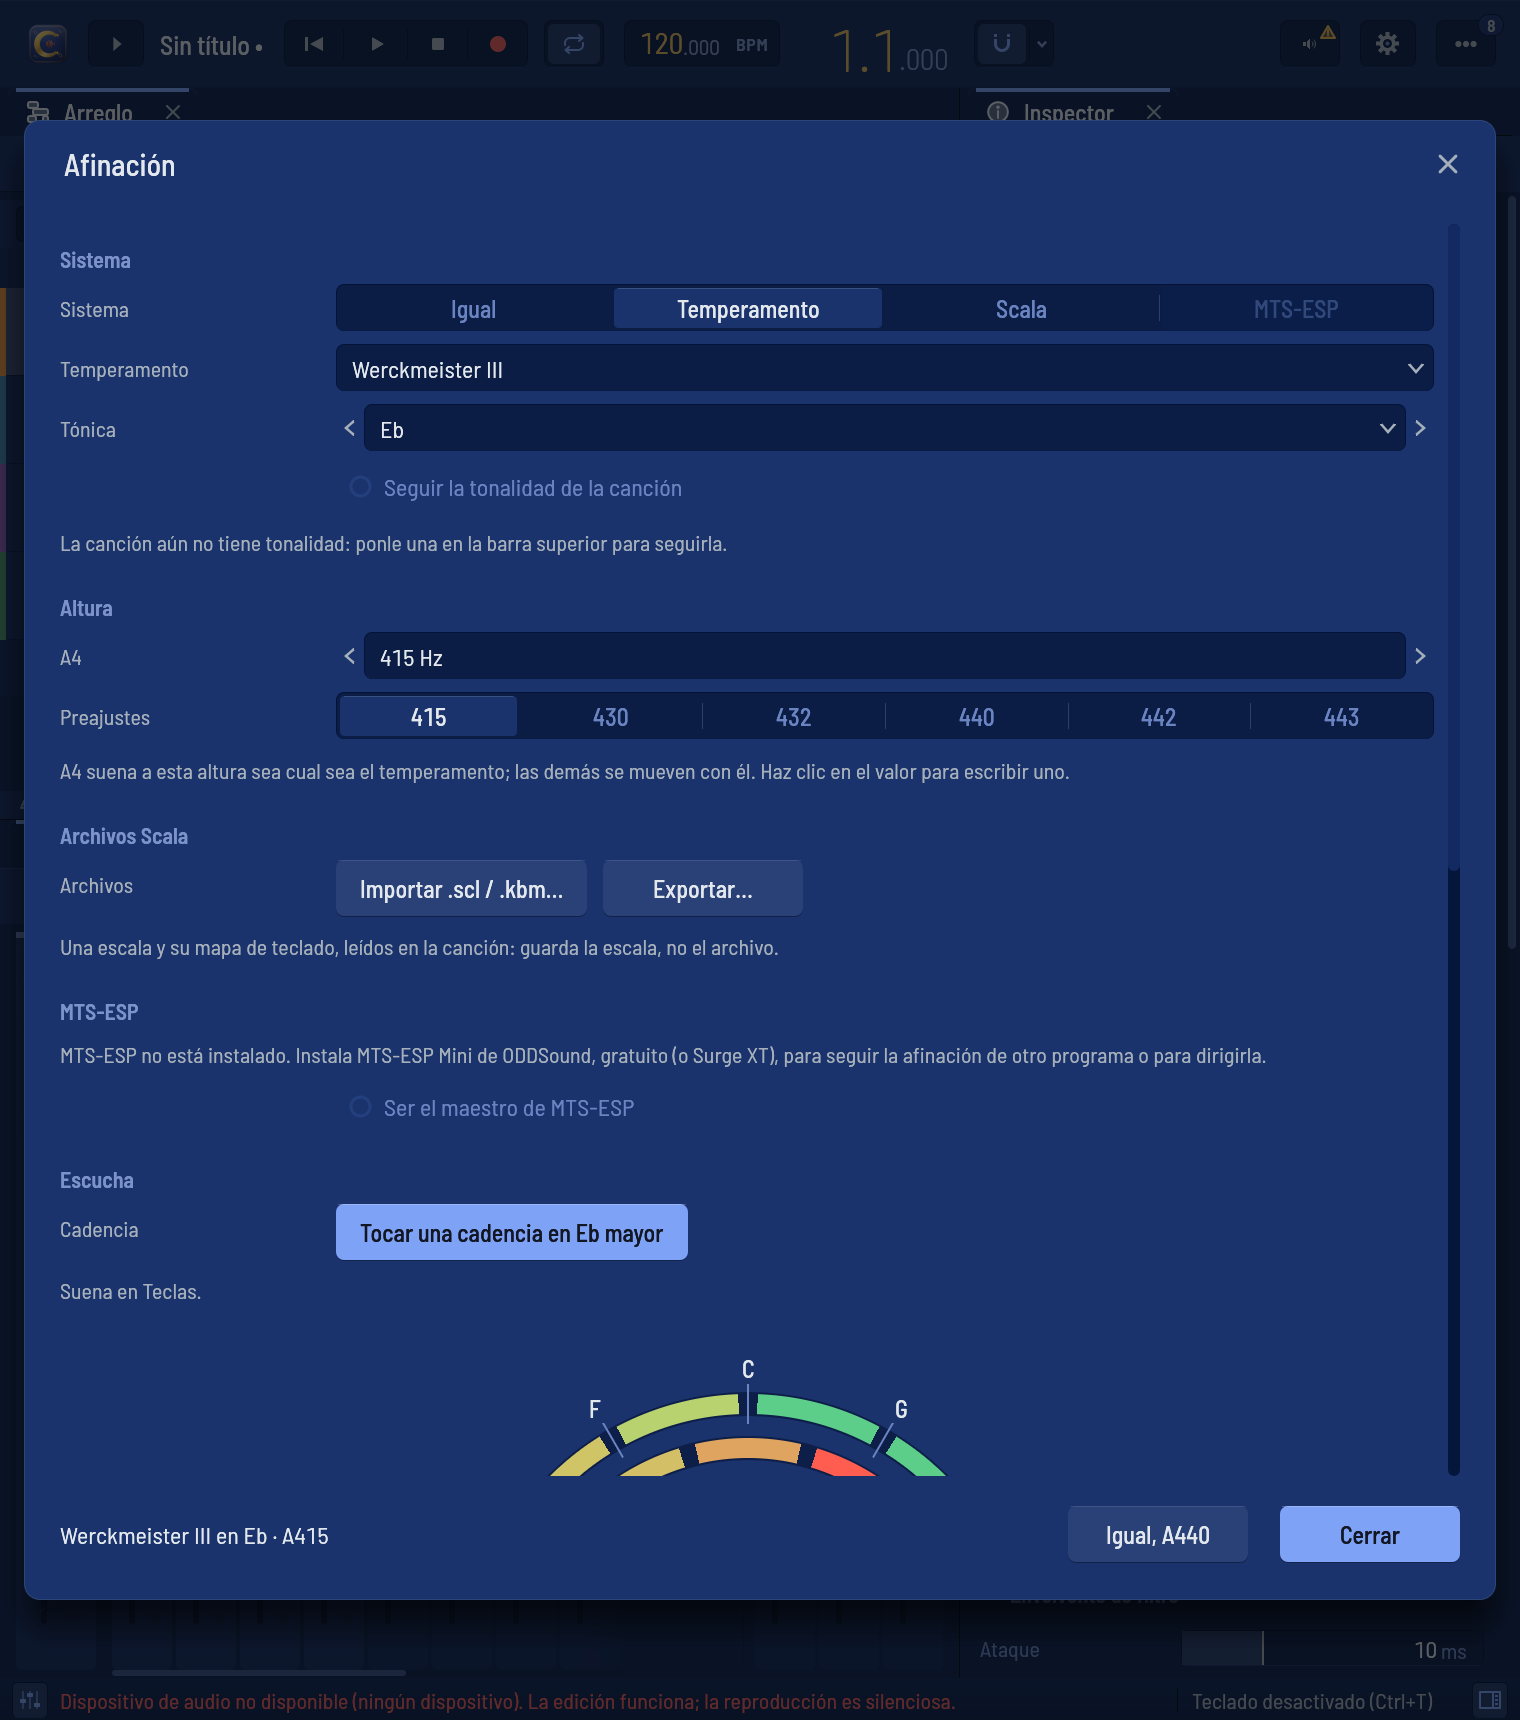 Sin título •
120.000 BPM
1.1.000
8
Arreglo
Inspector
Afinación
Sistema
Sistema
Igual
Temperamento
Scala
MTS-ESP
Temperamento
Werckmeister III
Tónica
Eb
Seguir la tonalidad de la canción
La canción aún no tiene tonalidad: ponle una en la barra superior para seguirla.
Altura
A4
415 Hz
Preajustes
415
430
432
440
442
443
A4 suena a esta altura sea cual sea el temperamento; las demás se mueven con él. Haz clic en el valor para escribir uno.
Archivos Scala
Archivos
Importar .scl / .kbm...
Exportar...
Una escala y su mapa de teclado, leídos en la canción: guarda la escala, no el archivo.
MTS-ESP
MTS-ESP no está instalado. Instala MTS-ESP Mini de ODDSound, gratuito (o Surge XT), para seguir la afinación de otro programa o para dirigirla.
Ser el maestro de MTS-ESP
Escucha
Cadencia
Tocar una cadencia en Eb mayor
Suena en Teclas.
C
F
G
Werckmeister III en Eb · A415
Igual, A440
Cerrar
Ataque
10 ms
Dispositivo de audio no disponible (ningún dispositivo). La edición funciona; la reproducción es silenciosa.
Teclado desactivado (Ctrl+T)